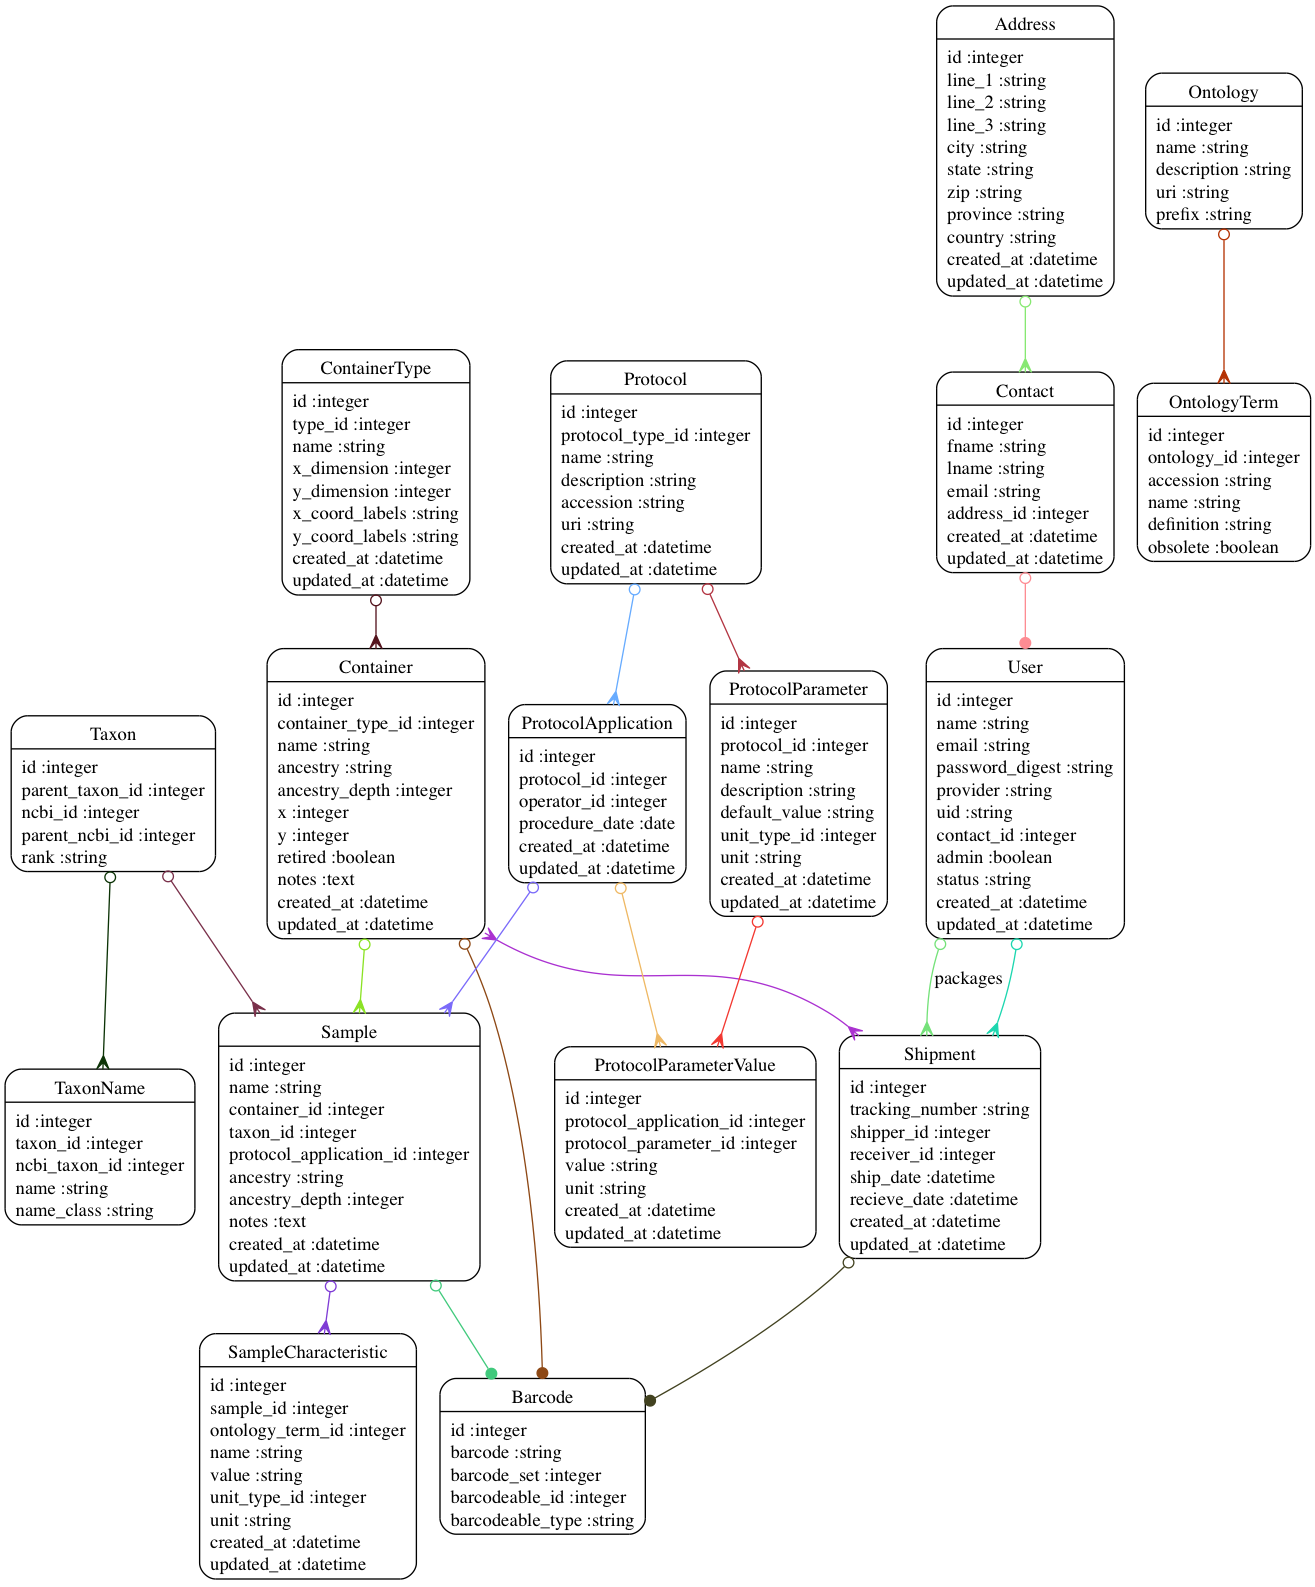 Address
id :integer
line_1 :string
line_2 :string
line_3 :string
city :string
state :string
zip :string
province :string
country :string
created_at :datetime
updated_at :datetime
Ontology
id :integer
name :string
description :string
uri :string
prefix :string
ContainerType
id :integer
type_id :integer
name :string
x_dimension :integer
y_dimension :integer
x_coord_labels :string
y_coord_labels :string
created_at :datetime
updated_at :datetime
Protocol
id :integer
protocol_type_id :integer
name :string
description :string
accession :string
uri :string
created_at :datetime
updated_at :datetime
Contact
id :integer
fname :string
lname :string
email :string
address_id :integer
created_at :datetime
updated_at :datetime
OntologyTerm
id :integer
ontology_id :integer
accession :string
name :string
definition :string
obsolete :boolean
Taxon
id :integer
parent_taxon_id :integer
ncbi_id :integer
parent_ncbi_id :integer
rank :string
Container
id :integer
container_type_id :integer
name :string
ancestry :string
ancestry_depth :integer
x :integer
y :integer
retired :boolean
notes :text
created_at :datetime
updated_at :datetime
ProtocolApplication
id :integer
protocol_id :integer
operator_id :integer
procedure_date :date
created_at :datetime
updated_at :datetime
ProtocolParameter
id :integer
protocol_id :integer
name :string
description :string
default_value :string
unit_type_id :integer
unit :string
created_at :datetime
updated_at :datetime
User
id :integer
name :string
email :string
password_digest :string
provider :string
uid :string
contact_id :integer
admin :boolean
status :string
created_at :datetime
updated_at :datetime
packages
TaxonName
id :integer
taxon_id :integer
ncbi_taxon_id :integer
name :string
name_class :string
Sample
id :integer
name :string
container_id :integer
taxon_id :integer
protocol_application_id :integer
ancestry :string
ancestry_depth :integer
notes :text
created_at :datetime
updated_at :datetime
ProtocolParameterValue
id :integer
protocol_application_id :integer
protocol_parameter_id :integer
value :string
unit :string
created_at :datetime
updated_at :datetime
Shipment
id :integer
tracking_number :string
shipper_id :integer
receiver_id :integer
ship_date :datetime
recieve_date :datetime
created_at :datetime
updated_at :datetime
SampleCharacteristic
id :integer
sample_id :integer
ontology_term_id :integer
name :string
value :string
unit_type_id :integer
unit :string
created_at :datetime
updated_at :datetime
Barcode
id :integer
barcode :string
barcode_set :integer
barcodeable_id :integer
barcodeable_type :string